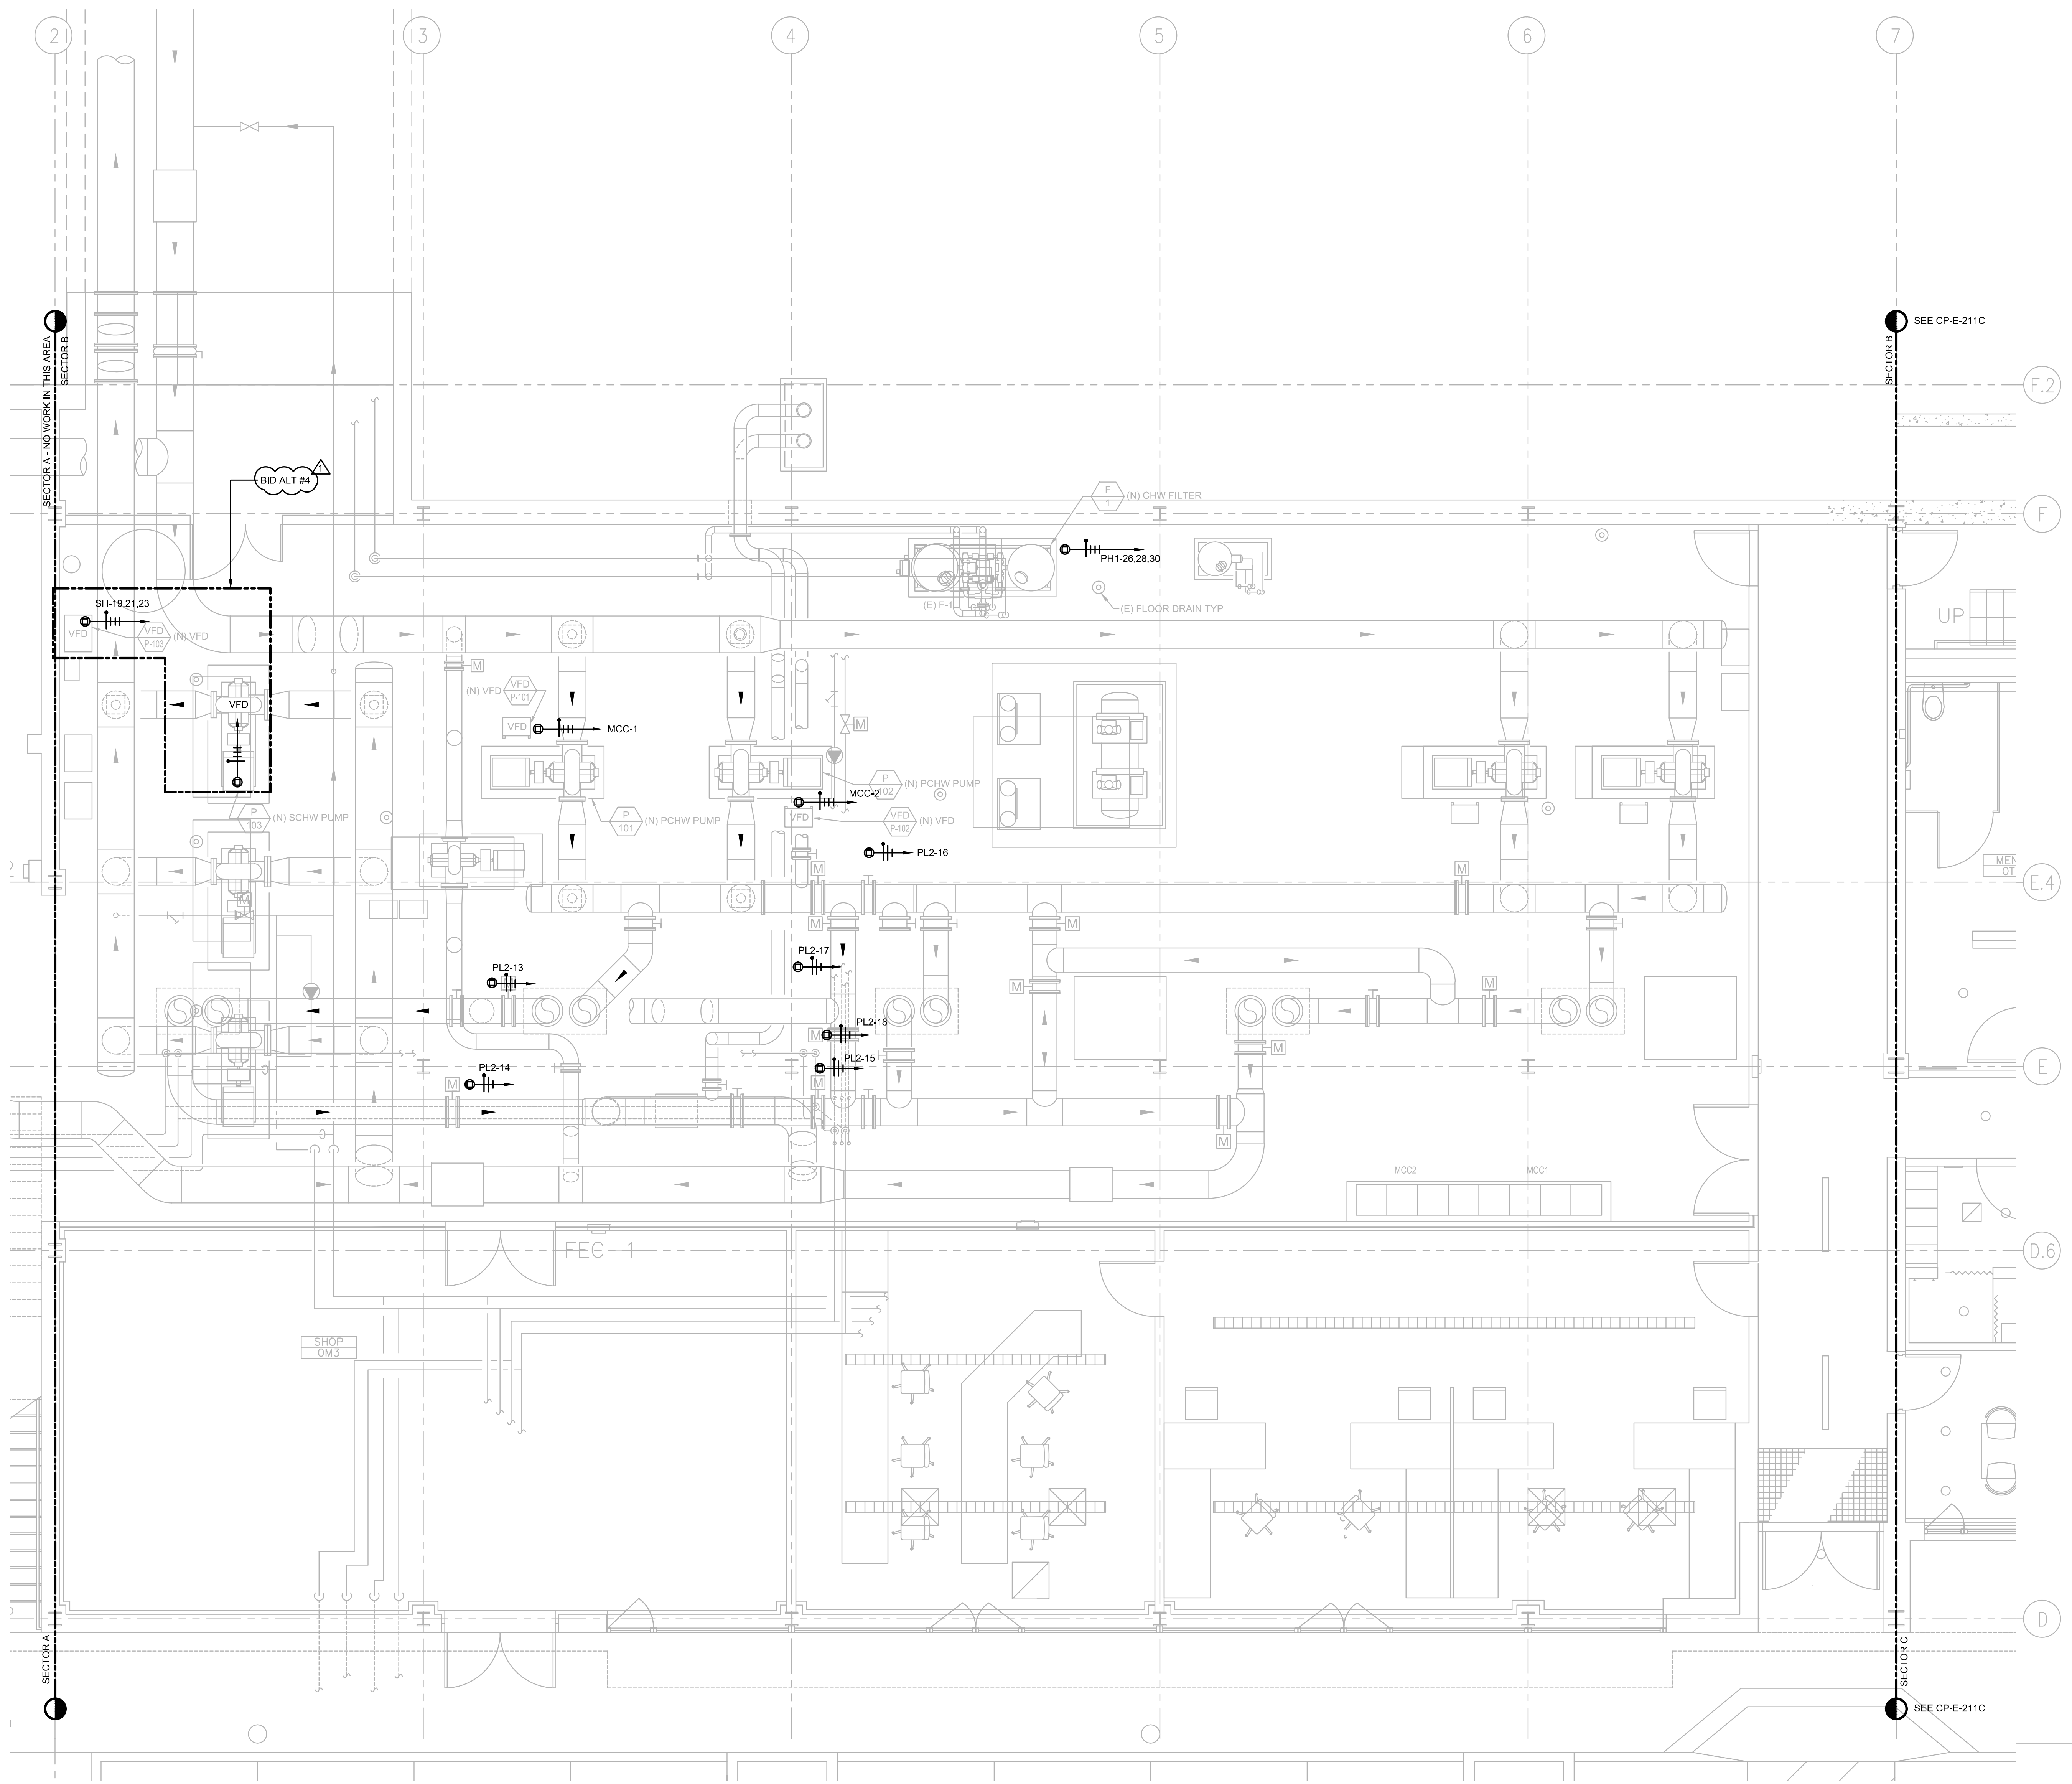 2
3
4
5
6
7
SEE CP-E-211C
SECTOR A - NO WORK IN THIS AREA
SECTOR B
SECTOR B
F.2
BID ALT #4
1
F
1
(N) CHW FILTER
F
PH1-26,28,30
(E) F-1
(E) FLOOR DRAIN TYP
SH-19,21,23
VFD
VFD
P-103
(N) VFD
UP
M
(N) VFD
VFD
P-101
VFD
VFD
MCC-1
M
P
102
(N) PCHW PUMP
MCC-2
P
103
(N) SCHW PUMP
P
101
(N) PCHW PUMP
VFD
VFD
P-102
(N) VFD
PL2-16
MEN
0T
M
M
M
E.4
M
M
M
M
PL2-17
PL2-13
M
M
M
PL2-18
M
PL2-15
E
PL2-14
M
M
M
MCC2
MCC1
FEC-1
D.6
SHOP
0M3
D
SECTOR A
SECTOR C
SEE CP-E-211C